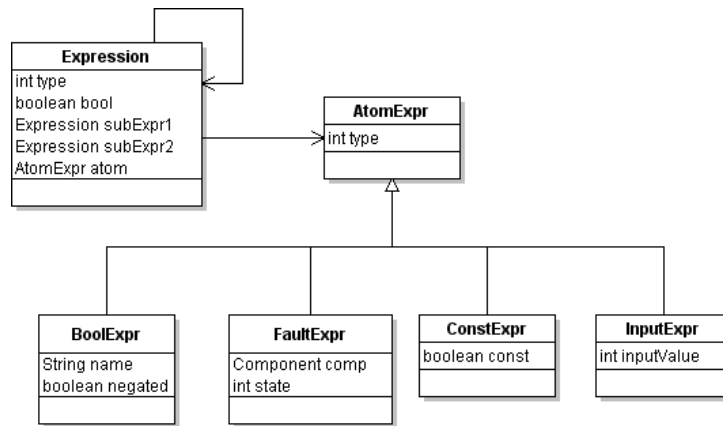 Expression
int type
boolean bool
Expression subExpr1
Expression subExpr2
AtomExpr atom
AtomExpr
int type
BoolExpr
String name
boolean negated
FaultExpr
Component comp
int state
ConstExpr
boolean const
InputExpr
int inputValue